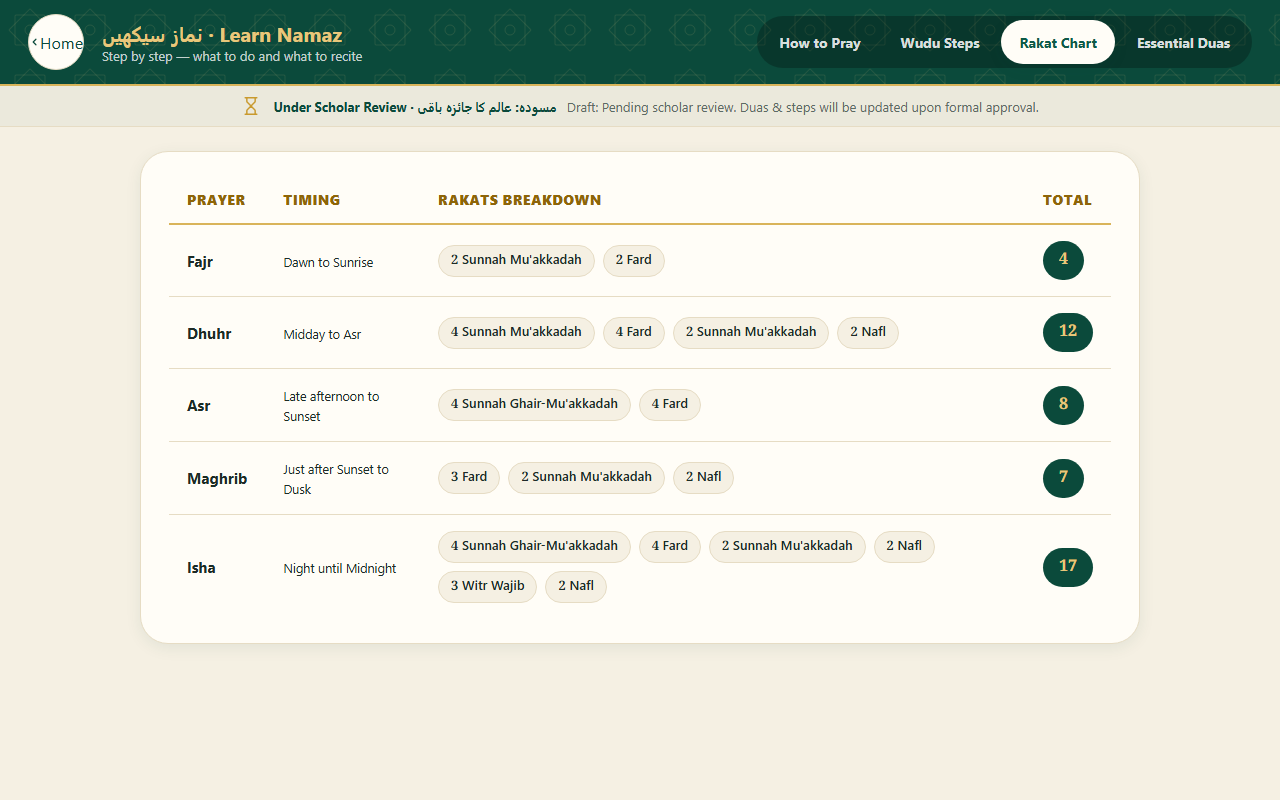 ‹ Home
نماز سیکھیں · Learn Namaz
Step by step — what to do and what to recite
How to Pray
Wudu Steps
Rakat Chart
Essential Duas
Under Scholar Review · مسودہ: عالم کا جائزہ باقی Draft: Pending scholar review. Duas & steps will be updated upon formal approval.
PRAYER TIMING RAKATS BREAKDOWN TOTAL
Fajr Dawn to Sunrise 2 Sunnah Mu'akkadah 2 Fard 4
Dhuhr Midday to Asr 4 Sunnah Mu'akkadah 4 Fard 2 Sunnah Mu'akkadah 2 Nafl 12
Asr Late afternoon to
Sunset 4 Sunnah Ghair-Mu'akkadah 4 Fard 8
Maghrib Just after Sunset to
Dusk 3 Fard 2 Sunnah Mu'akkadah 2 Nafl 7
Isha Night until Midnight 4 Sunnah Ghair-Mu'akkadah 4 Fard 2 Sunnah Mu'akkadah 2 Nafl
3 Witr Wajib 2 Nafl 17